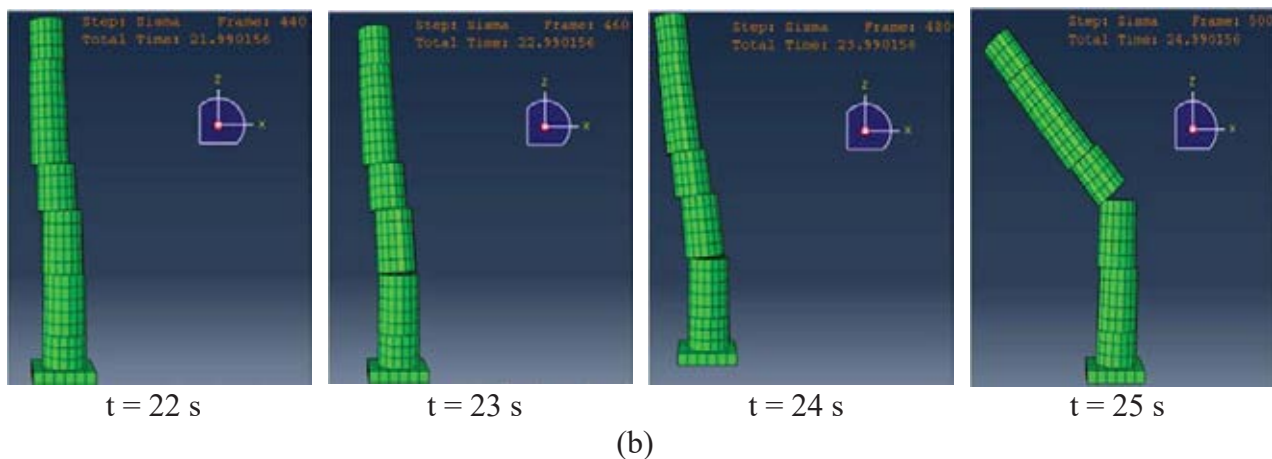 Step: Sisma Frame: 440
Total Time: 21.990156
Z
X
Step: Sisma Frame: 460
Total Time: 22.990156
Z
X
Step: Sisma Frame: 480
Total Time: 23.990156
Z
X
Step: Sisma Frame: 500
Total Time: 24.990156
Z
X
t = 22 s
t = 23 s
t = 24 s
t = 25 s
(b)